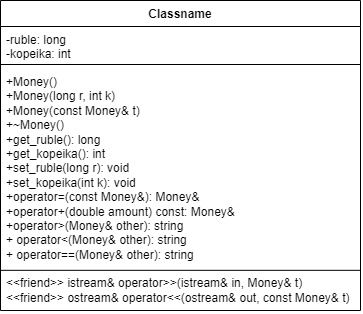 Classname
-ruble: long
-kopeika: int
+Money()
+Money(long r, int k)
+Money(const Money& t)
+~Money()
+get_ruble(): long
+get_kopeika(): int
+set_ruble(long r): void
+set_kopeika(int k): void
+operator=(const Money&): Money&
+operator+(double amount) const: Money&
+operator>(Money& other): string
+ operator<(Money& other): string
+ operator==(Money& other): string
<<friend>> istream& operator>>(istream& in, Money& t)
<<friend>> ostream& operator<<(ostream& out, const Money& t)